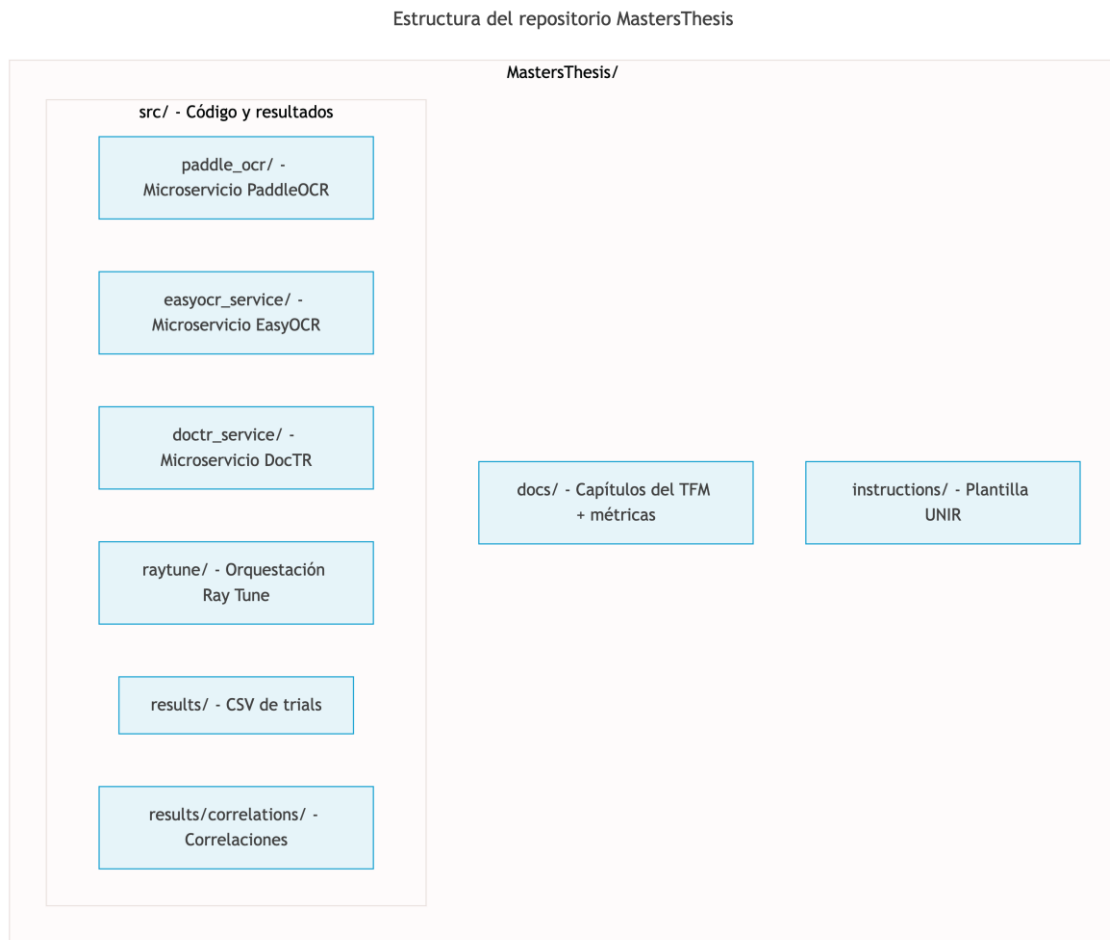 Estructura del repositorio MastersThesis
MastersThesis/
src/ - Código y resultados
paddle_ocr/ -
Microservicio PaddleOCR
easyocr_service/ -
Microservicio EasyOCR
doctr_service/ -
Microservicio DocTR
raytune/ - Orquestación
Ray Tune
results/ - CSV de trials
results/correlations/ -
Correlaciones
docs/ - Capítulos del TFM
+ métricas
instructions/ - Plantilla
UNIR